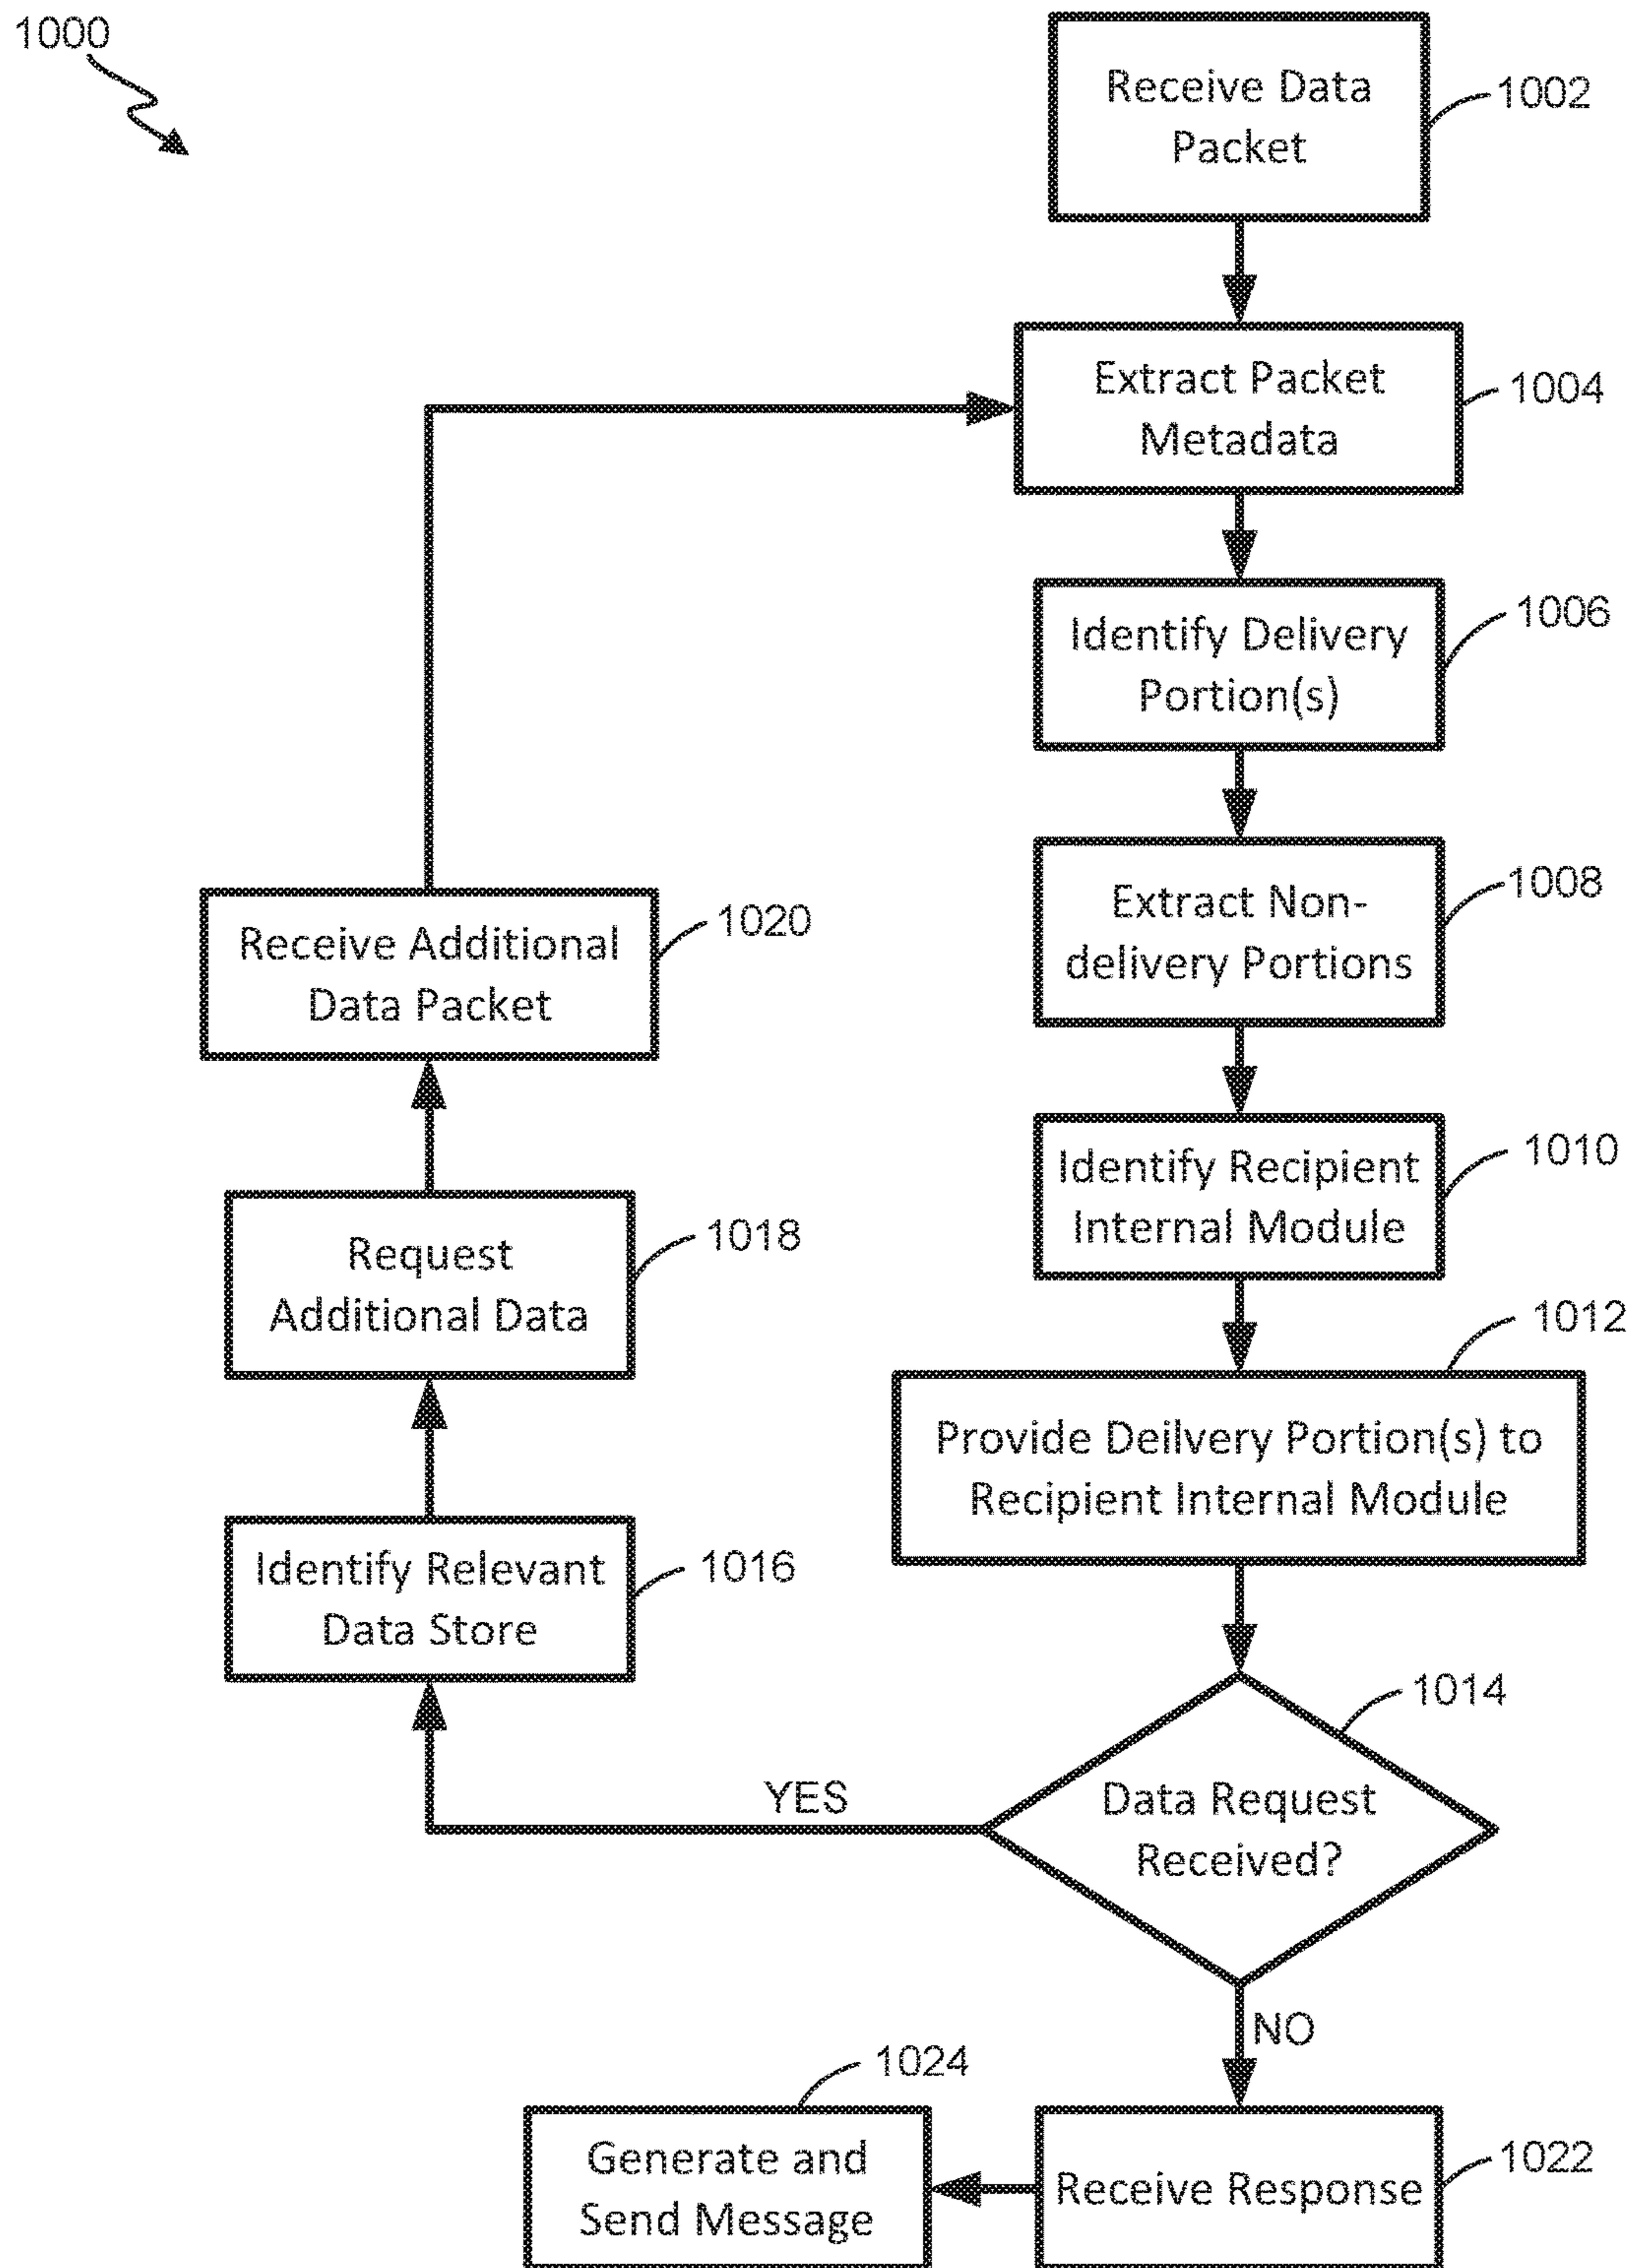 1000
Receive Data
Packet
1002
Extract Packet
Metadata
1004
Identify Delivery
Portion(s)
1006
Extract Non-
delivery Portions
1008
Receive Additional
Data Packet
1020
Identify Recipient
Internal Module
1010
Request
Additional Data
1018
1012
Provide Deilvery Portion(s) to
Recipient Internal Module
Identify Relevant
Data Store
1016
1014
Data Request
Received?
YES
NO
1024
Generate and
Send Message
Receive Response
1022